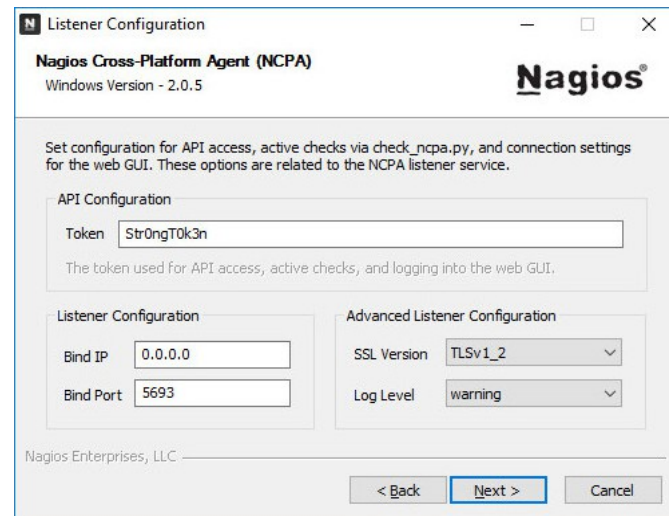 N Listener Configuration
Nagios Cross-Platform Agent (NCPA)
Windows Version - 2.0.5
Nagios®
Set configuration for API access, active checks via check_ncpa.py, and connection settings
for the web GUI. These options are related to the NCPA listener service.
API Configuration
Token Str0ngT0k3n
The token used for API access, active checks, and logging into the web GUI.
Listener Configuration
Bind IP 0.0.0.0
Bind Port 5693
Advanced Listener Configuration
SSL Version TLSv1_2
Log Level warning
Nagios Enterprises, LLC
< Back Next > Cancel